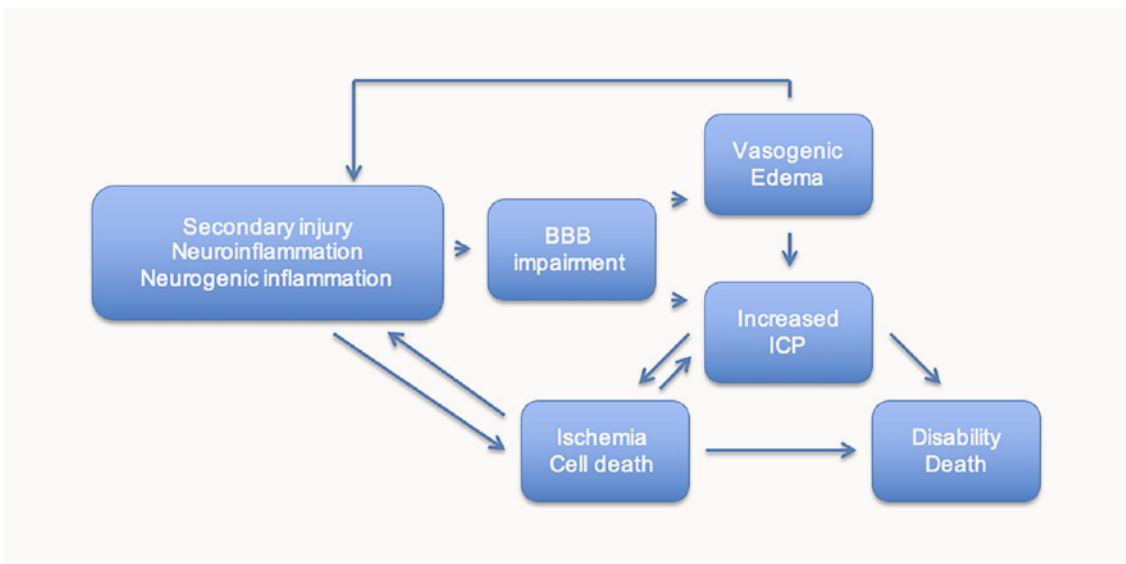 Vasogenic
Edema
Secondary injury
Neuroinflammation
Neurogenic inflammation
BBB
impairment
Increased
ICP
Ischemia
Cell death
Disability
Death